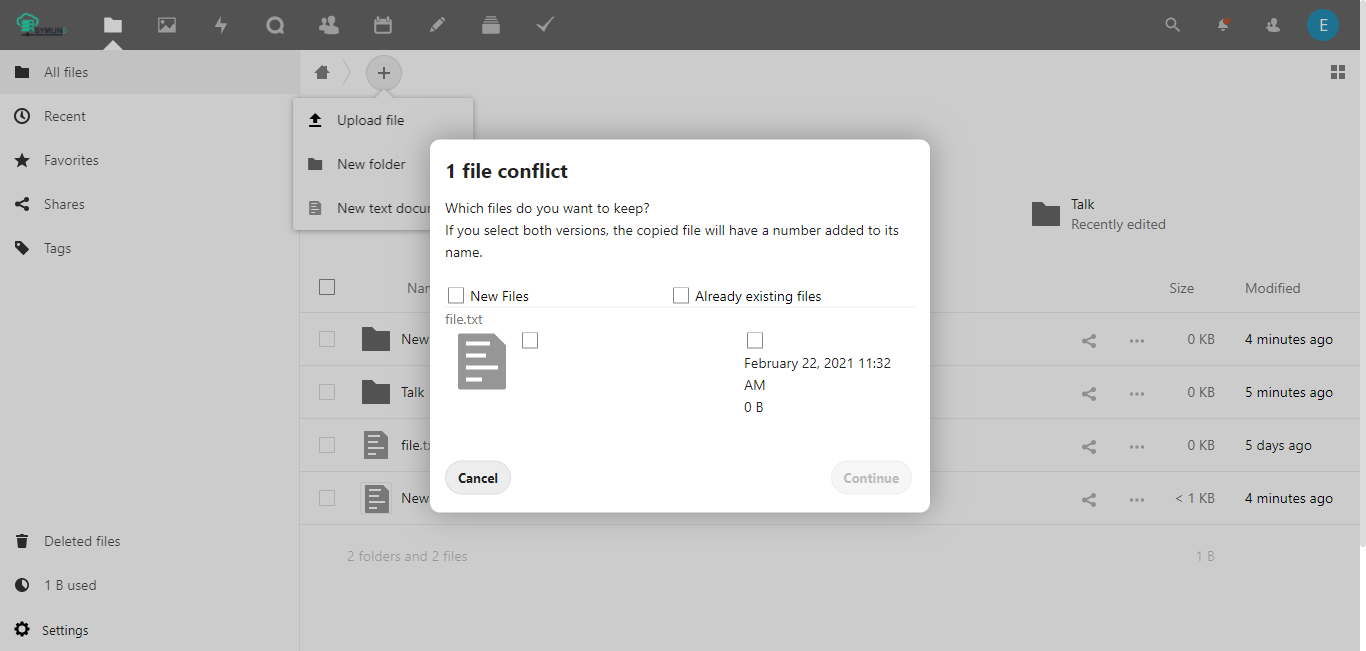 E
All files
Recent
Favorites
Shares
Tags
Deleted files
1 B used
Settings
Upload file
New folder
New text docu
Talk
Recently edited
Size Modified
New 0 KB 4 minutes ago
Talk 0 KB 5 minutes ago
file.t 0 KB 5 days ago
New < 1 KB 4 minutes ago
2 folders and 2 files 1 B
1 file conflict
Which files do you want to keep?
If you select both versions, the copied file will have a number added to its
name.
New Files Already existing files
file.txt
February 22, 2021 11:32
AM
0 B
Cancel Continue